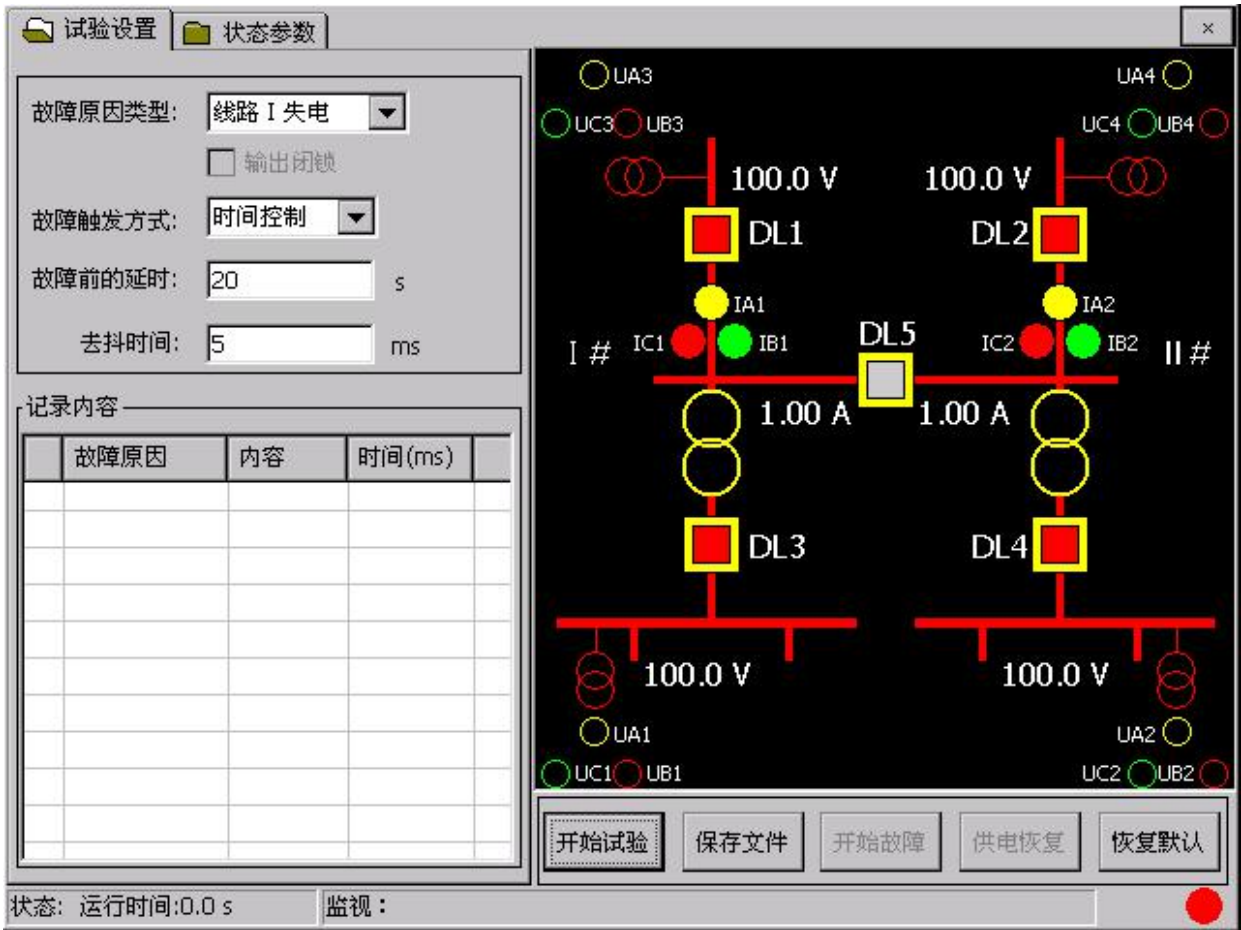 试验设置 状态参数 ×
故障原因类型: 线路 I 失电
输出闭锁
故障触发方式: 时间控制
故障前的延时: 20 s
去抖时间: 5 ms
记录内容
故障原因 内容 时间(ms)
UA3 UA4
UC3 UB3 UC4 UB4
100.0 V 100.0 V
DL1 DL2
IA1 IA2
I # IC1 IB1 DL5 IC2 IB2 II #
1.00 A 1.00 A
DL3 DL4
100.0 V 100.0 V
UA1 UA2
UC1 UB1 UC2 UB2
开始试验 保存文件 开始故障 供电恢复 恢复默认
状态: 运行时间:0.0 s 监视：